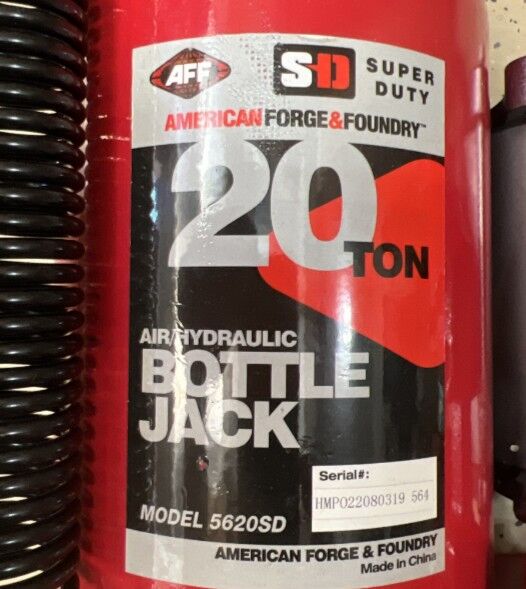 AFF
SD SUPER
DUTY
AMERICAN FORGE & FOUNDRY™
20
TON
AIR/HYDRAULIC
BOTTLE
JACK
Serial#:
HMPO22080319 564
MODEL 5620SD
AMERICAN FORGE & FOUNDRY
Made in China